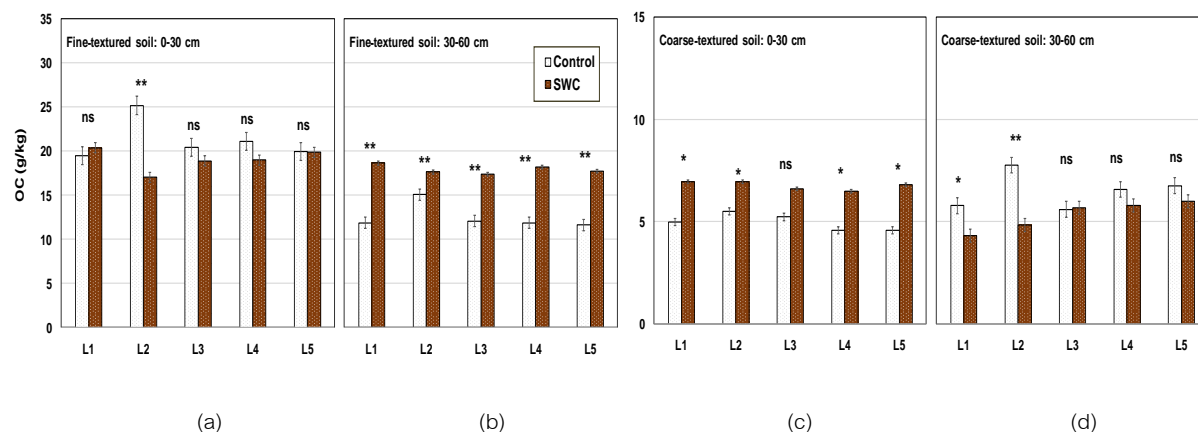 35
30
25
20
15
10
5
0
OC (g/kg)
Fine-textured soil: 0-30 cm
ns
**
ns
ns
ns
L1 L2 L3 L4 L5
(a)
Fine-textured soil: 30-60 cm
Control
SWC
**
**
**
**
**
L1 L2 L3 L4 L5
(b)
15
10
5
0
Coarse-textured soil: 0-30 cm
*
*
ns
*
*
L1 L2 L3 L4 L5
(c)
Coarse-textured soil: 30-60 cm
*
**
ns
ns
ns
L1 L2 L3 L4 L5
(d)